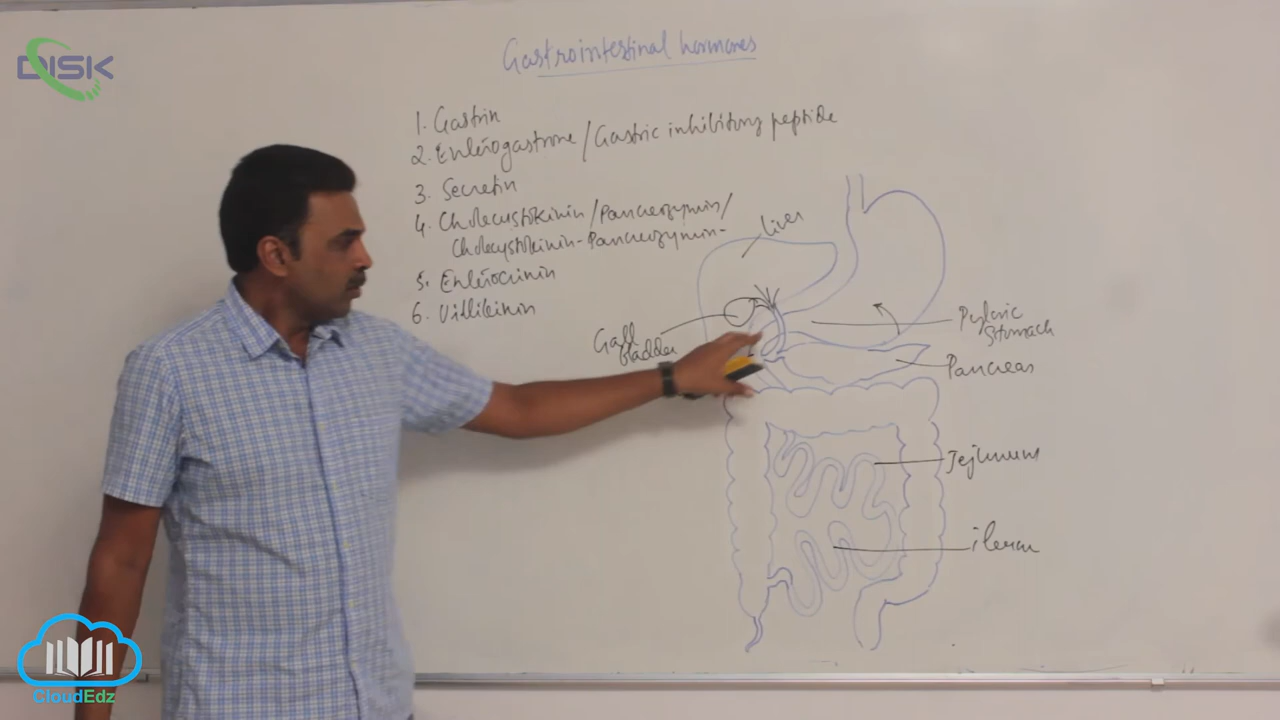 DISK
Gastrointestinal hormones
1. Gastrin
2. Enterogastrone/Gastric inhibitory peptide
3. Secretin
4. Cholecystokinin/Pancreozymin/
Cholecystokinin-Pancreozymin-
5. Enterocrinin
6. Villikinin
liver
Gall
bladder
Pyloric
Stomach
Pancreas
Jejunum
ileum
CloudEdz